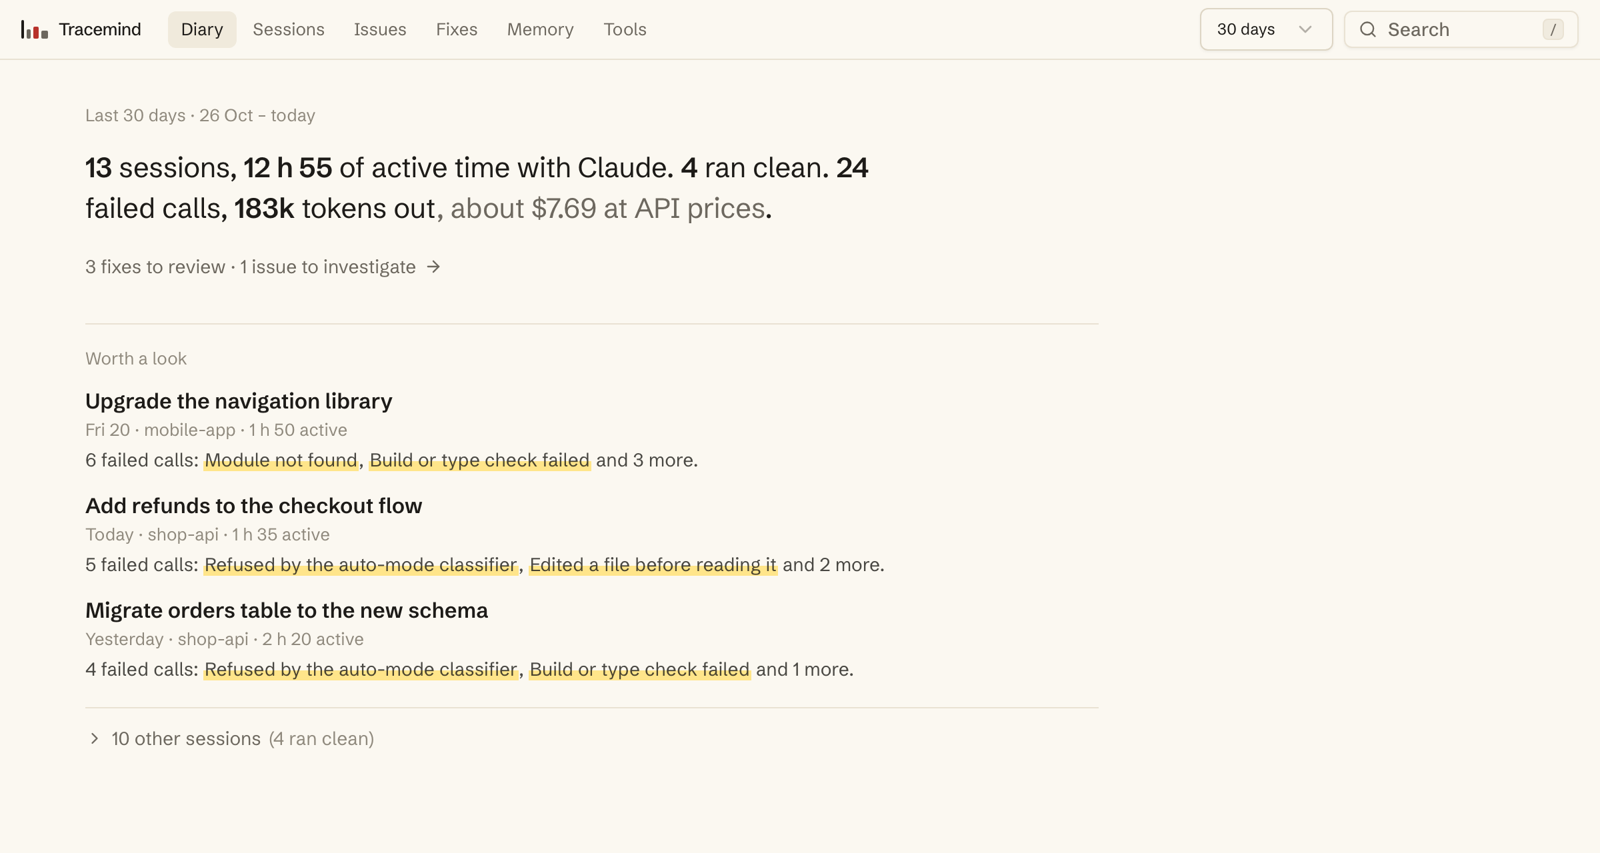 Tracemind
Diary
Sessions
Issues
Fixes
Memory
Tools
30 days
Search
/
Last 30 days · 26 Oct – today
13 sessions, 12 h 55 of active time with Claude. 4 ran clean. 24
failed calls, 183k tokens out, about $7.69 at API prices.
3 fixes to review · 1 issue to investigate →
Worth a look
Upgrade the navigation library
Fri 20 · mobile-app · 1 h 50 active
6 failed calls: Module not found, Build or type check failed and 3 more.
Add refunds to the checkout flow
Today · shop-api · 1 h 35 active
5 failed calls: Refused by the auto-mode classifier, Edited a file before reading it and 2 more.
Migrate orders table to the new schema
Yesterday · shop-api · 2 h 20 active
4 failed calls: Refused by the auto-mode classifier, Build or type check failed and 1 more.
10 other sessions (4 ran clean)